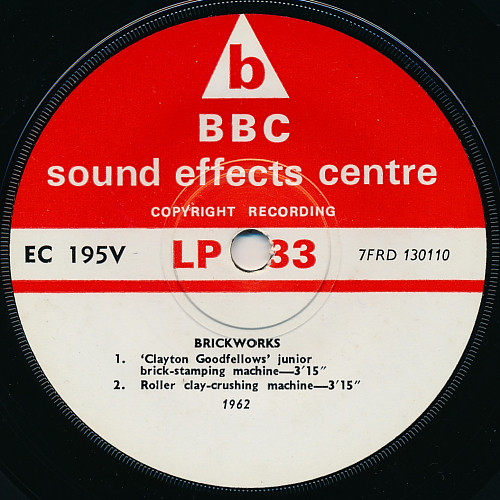 b
BBC
sound effects centre
COPYRIGHT RECORDING
EC 195V LP 33 7FRD 130110
BRICKWORKS
1. ‘Clayton Goodfellows’ junior
brick-stamping machine—3′15″
2. Roller clay-crushing machine—3′15″
1962